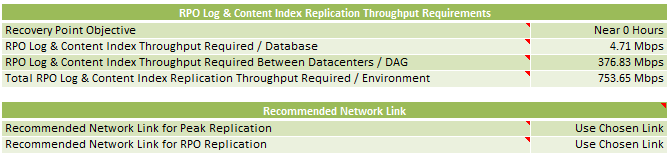 RPO Log & Content Index Replication Throughput Requirements
Recovery Point Objective Near 0 Hours
RPO Log & Content Index Throughput Required / Database 4.71 Mbps
RPO Log & Content Index Throughput Required Between Datacenters / DAG 376.83 Mbps
Total RPO Log & Content Index Replication Throughput Required / Environment 753.65 Mbps
Recommended Network Link
Recommended Network Link for Peak Replication Use Chosen Link
Recommended Network Link for RPO Replication Use Chosen Link